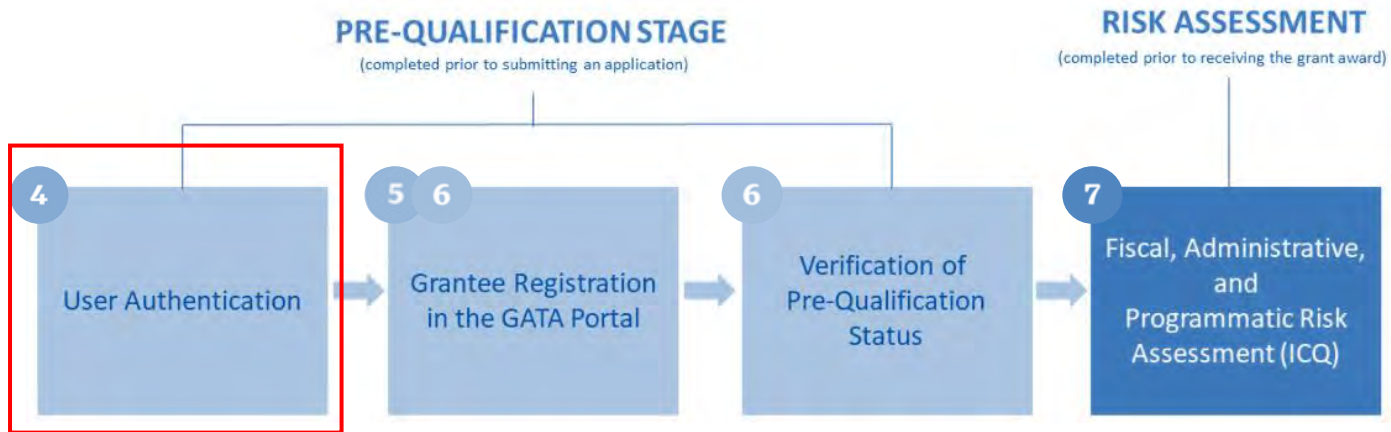 PRE-QUALIFICATION STAGE
(completed prior to submitting an application)
RISK ASSESSMENT
(completed prior to receiving the grant award)
4
User Authentication
5 6
Grantee Registration
in the GATA Portal
6
Verification of
Pre-Qualification
Status
7
Fiscal, Administrative,
and
Programmatic Risk
Assessment (ICQ)